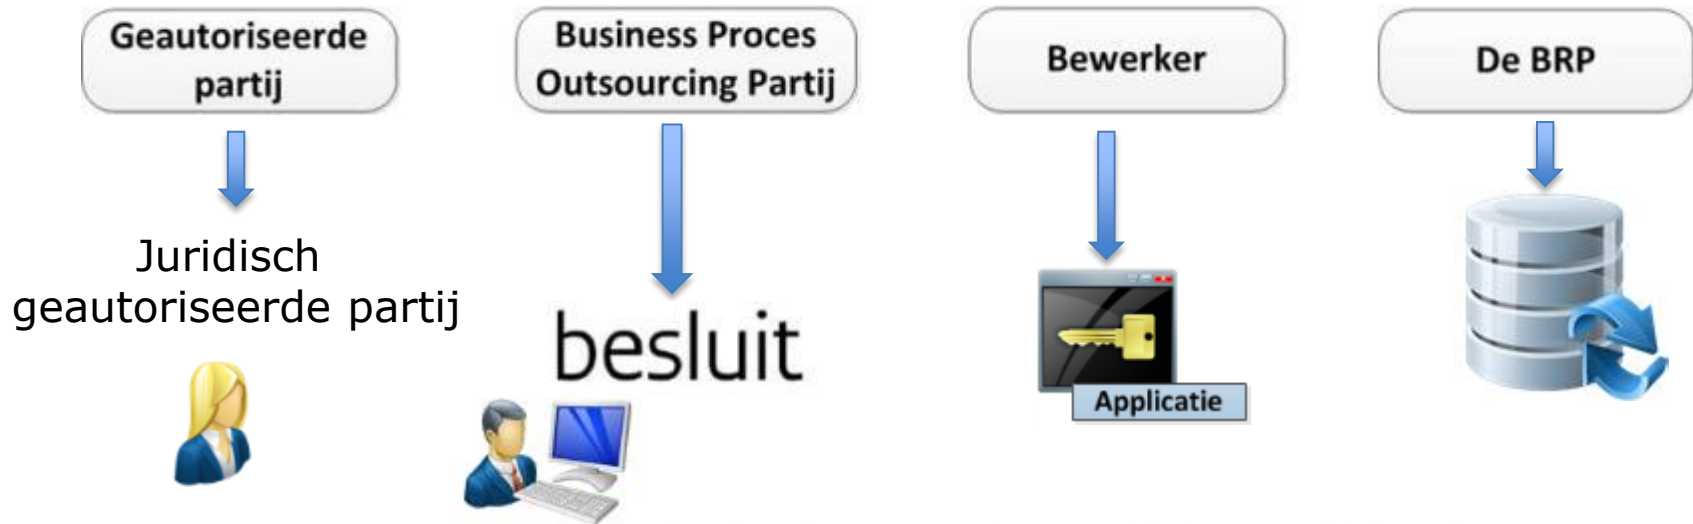 Geautoriseerde
partij
Business Proces
Outsourcing Partij
Bewerker
De BRP
Juridisch
geautoriseerde partij
besluit
Applicatie